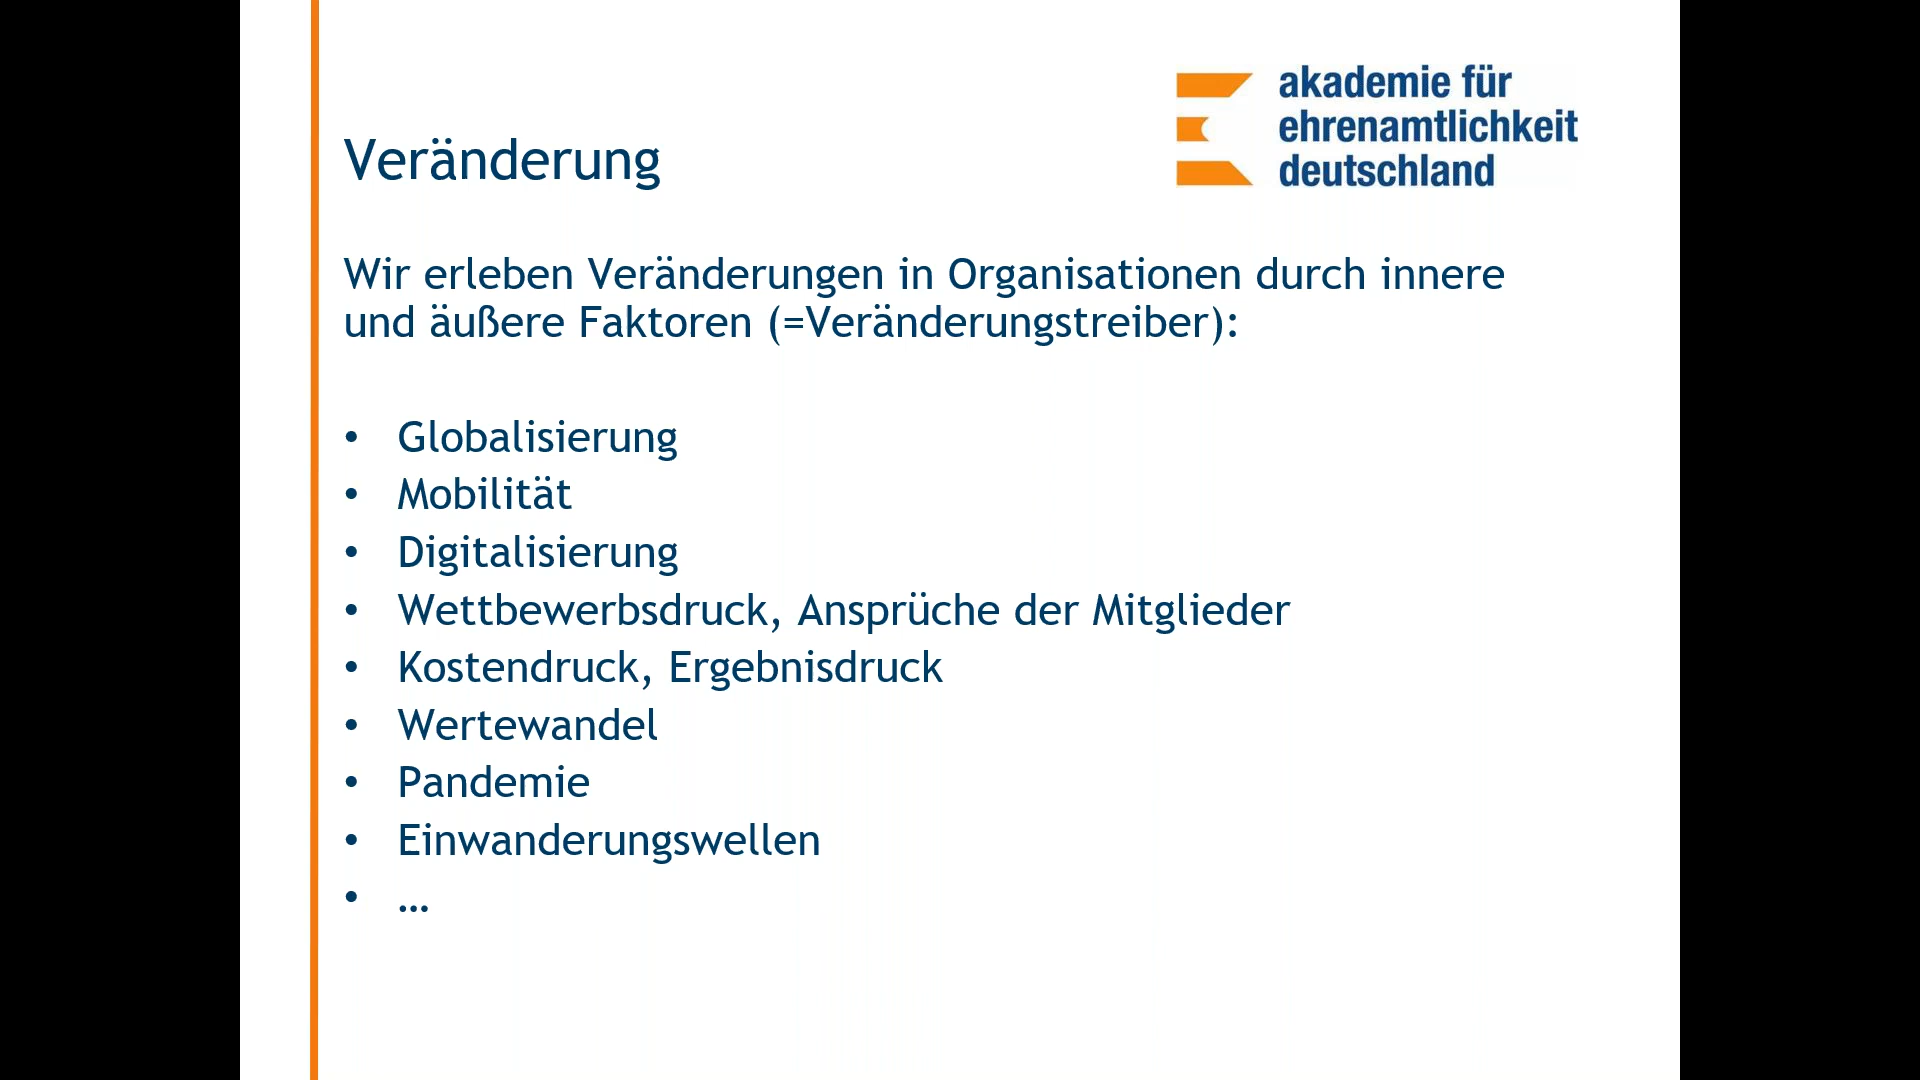 akademie für
ehrenamtlichkeit
deutschland
Veränderung
Wir erleben Veränderungen in Organisationen durch innere
und äußere Faktoren (=Veränderungstreiber):
• Globalisierung
• Mobilität
• Digitalisierung
• Wettbewerbsdruck, Ansprüche der Mitglieder
• Kostendruck, Ergebnisdruck
• Wertewandel
• Pandemie
• Einwanderungswellen
• …